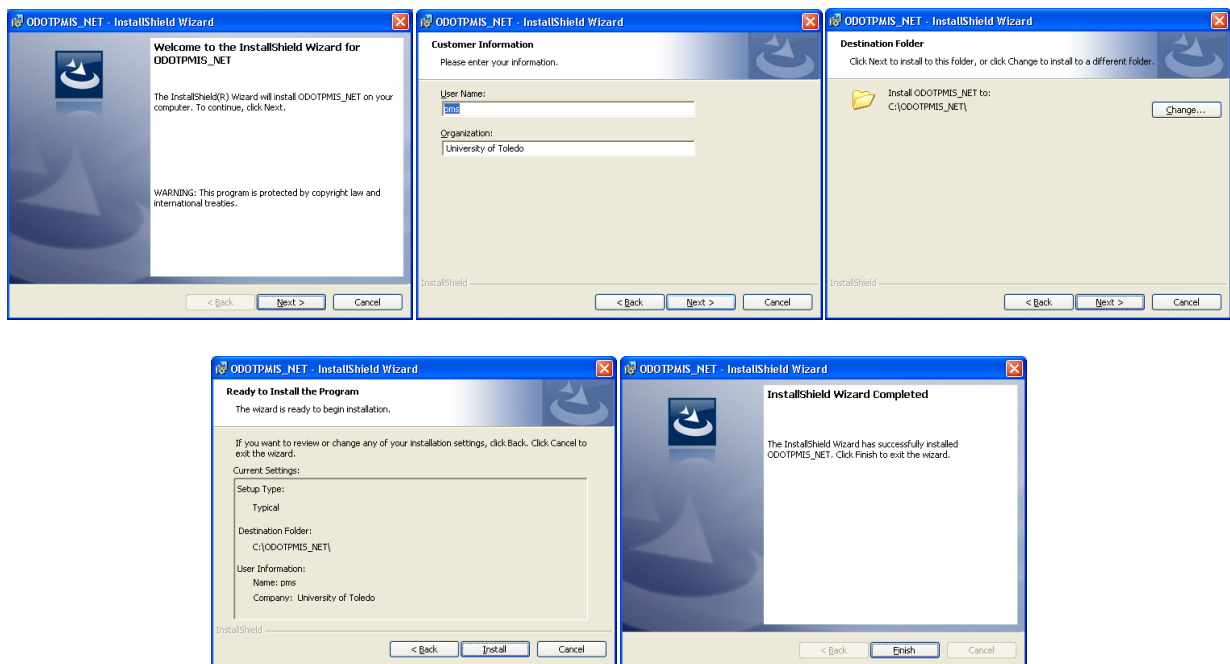 ODOTPMIS_NET - InstallShield Wizard
Welcome to the InstallShield Wizard for
ODOTPMIS_NET
The InstallShield(R) Wizard will install ODOTPMIS_NET on your
computer. To continue, click Next.
WARNING: This program is protected by copyright law and
international treaties.
< Back
Next >
Cancel
ODOTPMIS_NET - InstallShield Wizard
Customer Information
Please enter your information.
User Name:
pms
Organization:
University of Toledo
InstallShield
< Back
Next >
Cancel
ODOTPMIS_NET - InstallShield Wizard
Destination Folder
Click Next to install to this folder, or click Change to install to a different folder.
Install ODOTPMIS_NET to:
C:\ODOTPMIS_NET\
Change...
InstallShield
< Back
Next >
Cancel
ODOTPMIS_NET - InstallShield Wizard
Ready to Install the Program
The wizard is ready to begin installation.
If you want to review or change any of your installation settings, click Back. Click Cancel to
exit the wizard.
Current Settings:
Setup Type:
Typical
Destination Folder:
C:\ODOTPMIS_NET\
User Information:
Name: pms
Company: University of Toledo
InstallShield
< Back
Install
Cancel
ODOTPMIS_NET - InstallShield Wizard
InstallShield Wizard Completed
The InstallShield Wizard has successfully installed
ODOTPMIS_NET. Click Finish to exit the wizard.
< Back
Finish
Cancel